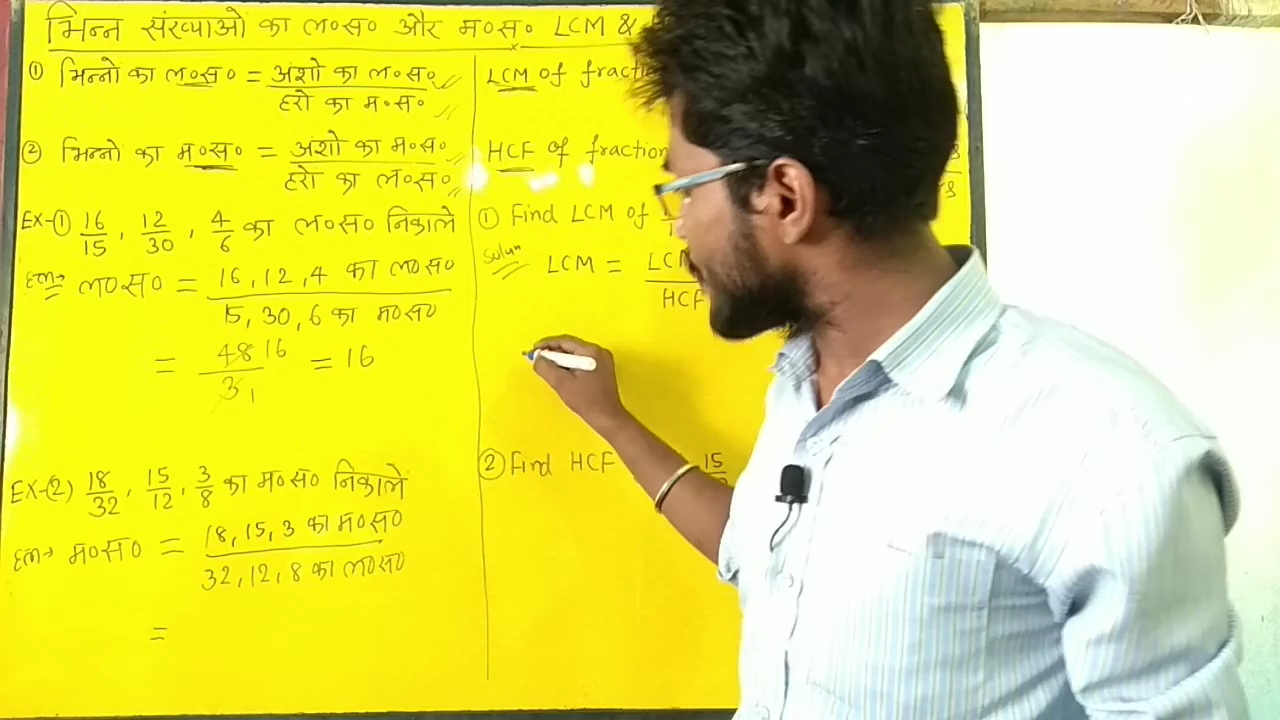 भिन्न संख्याओ का ल०स० और म०स० LCM &
① भिन्नो का ल०स० = अंशो का ल०स०
हरो का म०स०
② भिन्नो का म०स० = अंशो का म०स०
हरो का ल०स०
EX-① 16/15, 12/30, 4/6 का ल०स० निकाले
हल→ ल०स० = 16, 12, 4 का ल०स०
15, 30, 6 का म०स०
= 48 16 = 16
3 1
EX-(2) 18/32, 15/12, 3/8 का म०स० निकाले
हल→ म०स० = 18, 15, 3 का म०स०
32, 12, 8 का ल०स०
=
LCM of fractio
HCF of fraction
① Find LCM of
Solun
LCM = LCM
HCF
② Find HCF 15